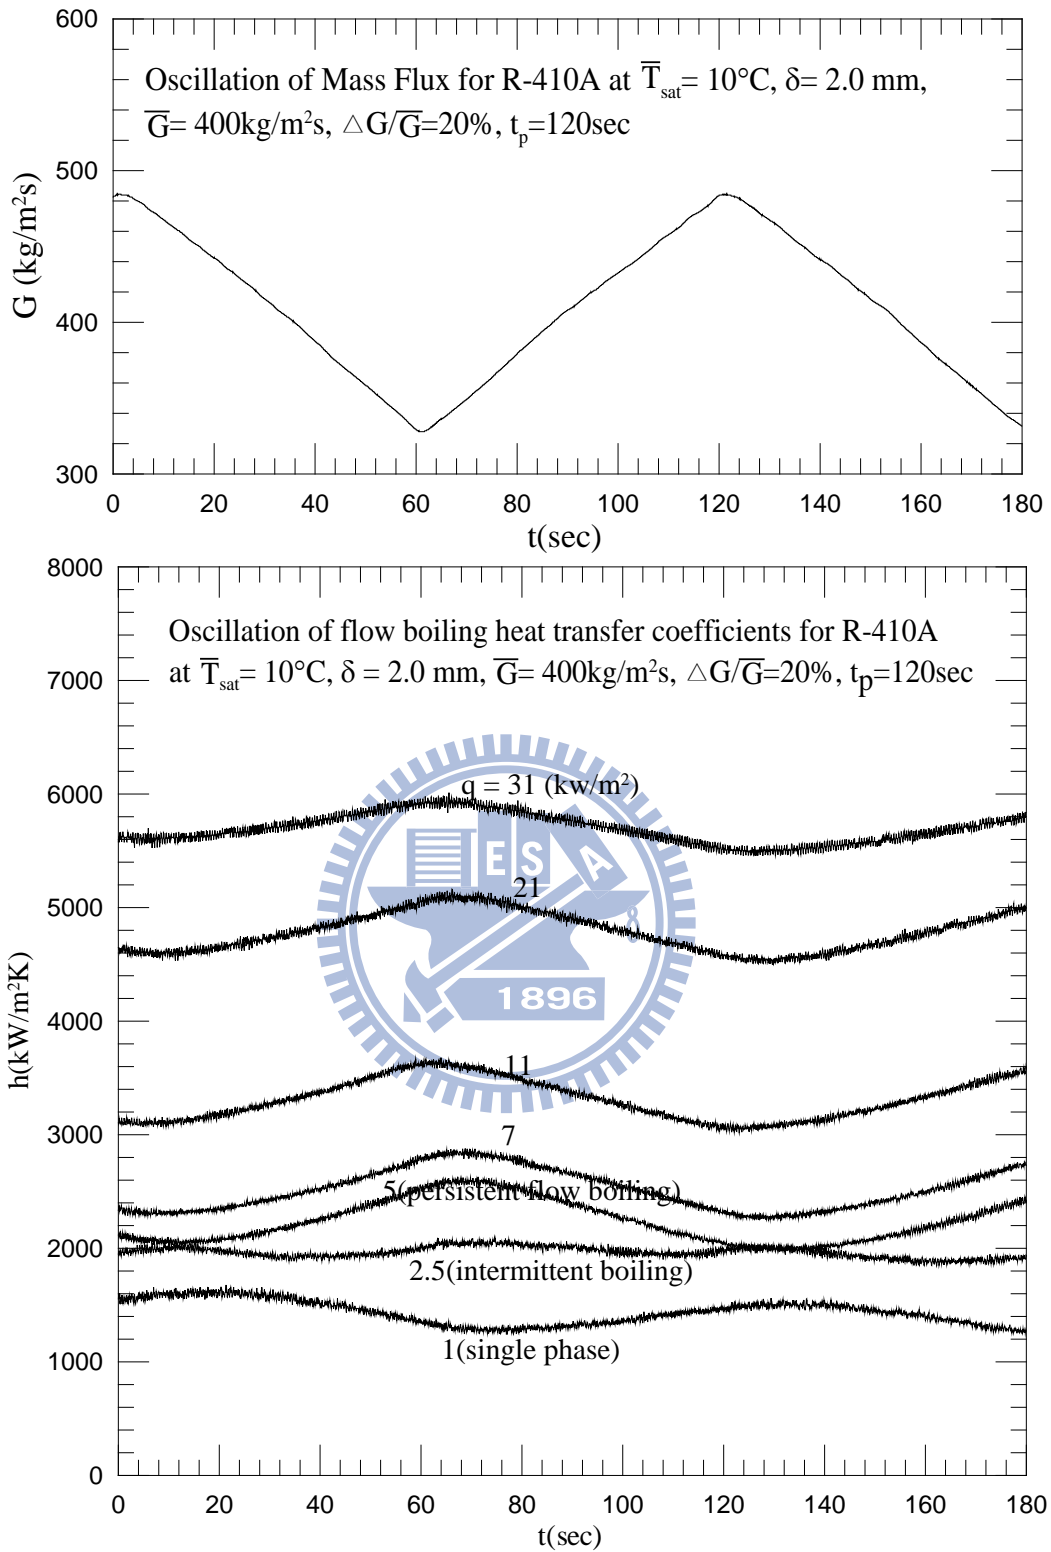 600
Oscillation of Mass Flux for R-410A at T̅sat= 10°C, δ= 2.0 mm,
G̅= 400kg/m²s, △G/G̅=20%, tp=120sec
500
G (kg/m²s)
400
300
0 20 40 60 80 100 120 140 160 180
t(sec)
8000
Oscillation of flow boiling heat transfer coefficients for R-410A
at T̅sat= 10°C, δ = 2.0 mm, G̅= 400kg/m²s, △G/G̅=20%, tp=120sec
7000
q = 31 (kw/m²)
6000
E S A
21
5000
1896
h(kW/m²K)
4000
11
3000
7
5(persistent flow boiling)
2000
2.5(intermittent boiling)
1(single phase)
1000
0
0 20 40 60 80 100 120 140 160 180
t(sec)